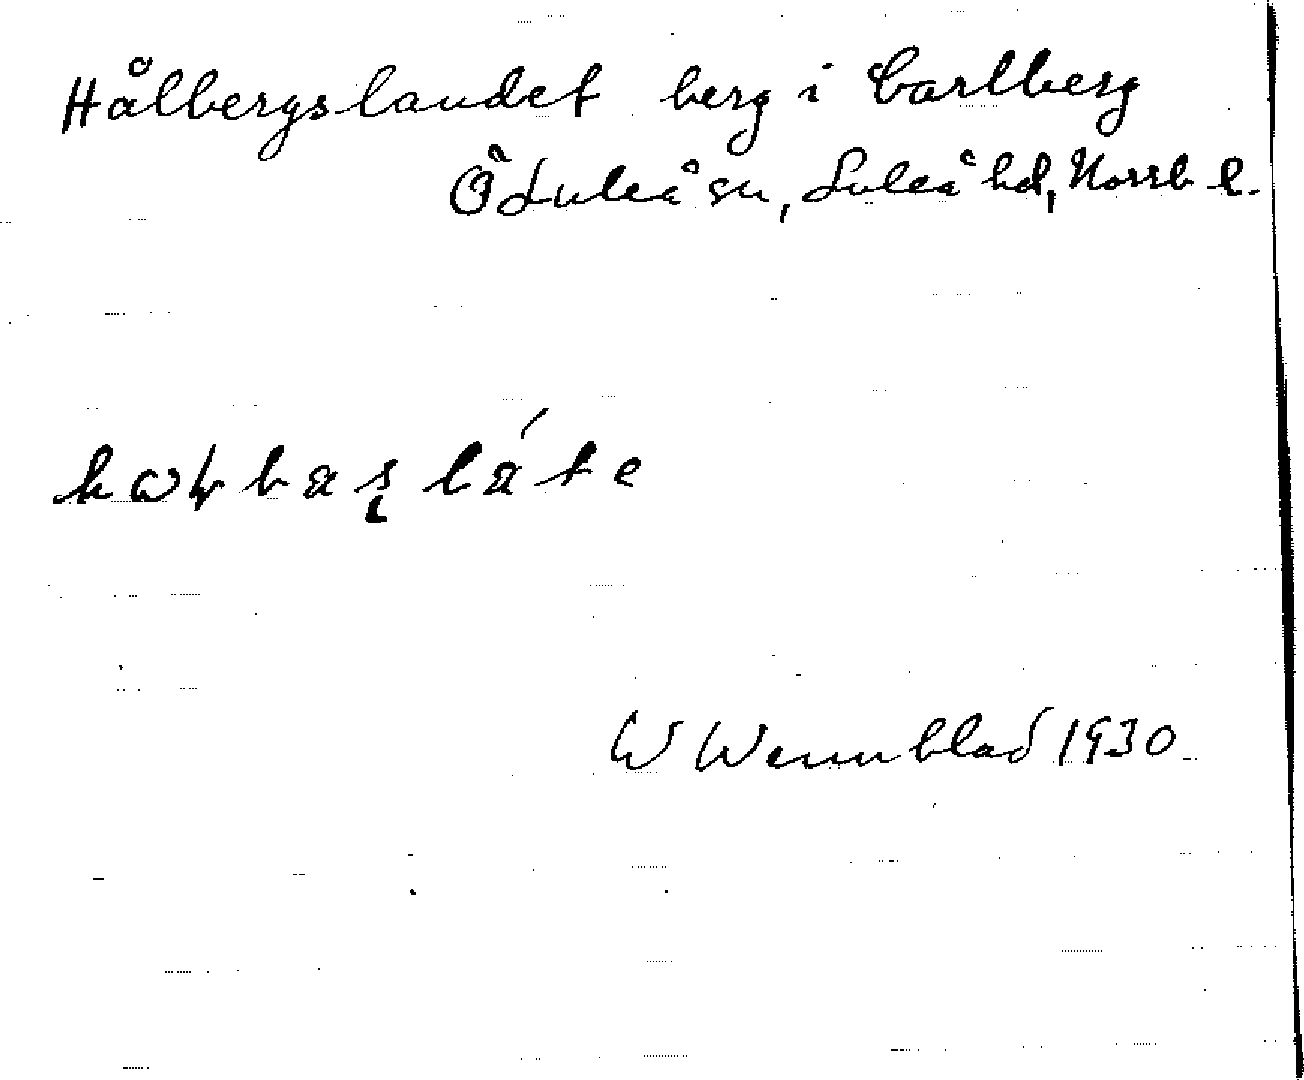 Hålbergslandet berg i Carlberg
Ö Luleå sn, Luleå hd, Norrb l.
W Wennblad 1930